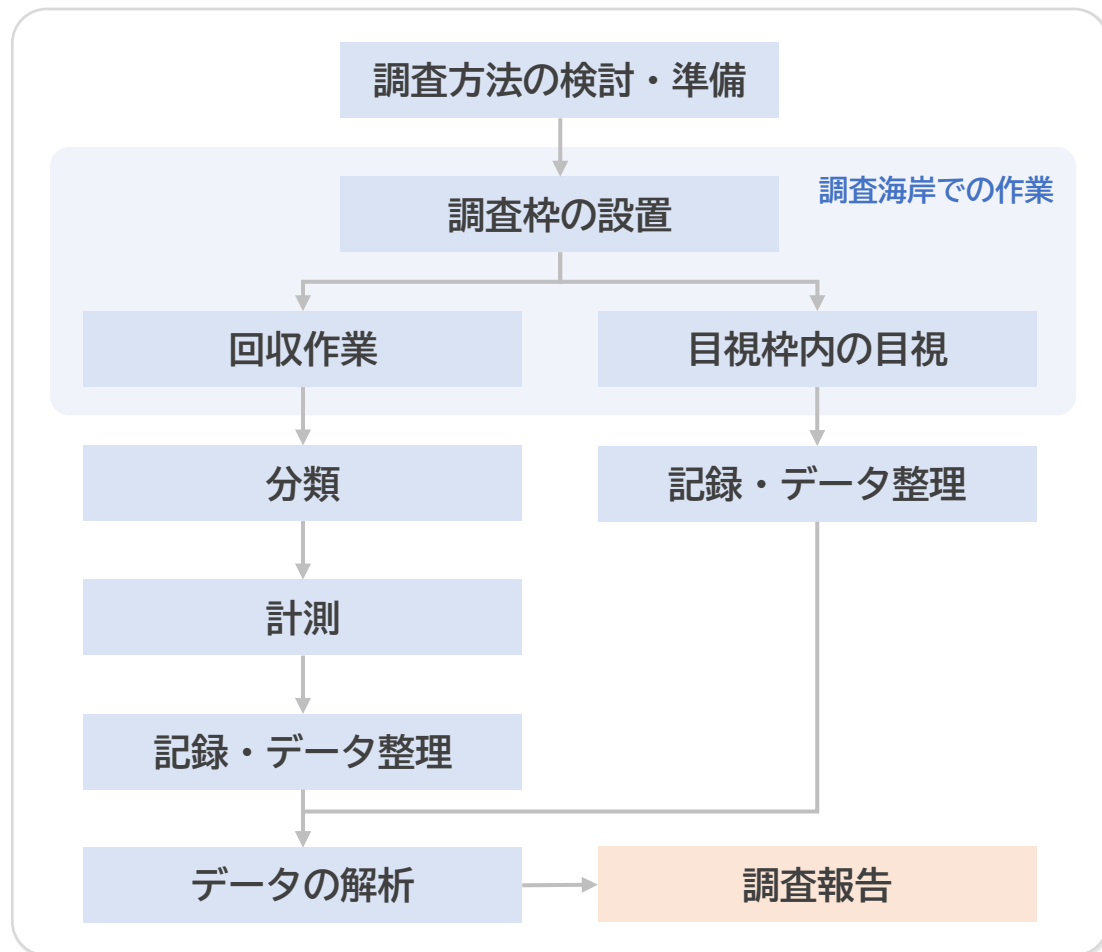 調査方法の検討・準備
調査海岸での作業
調査枠の設置
回収作業
目視枠内の目視
分類
記録・データ整理
計測
記録・データ整理
データの解析
調査報告